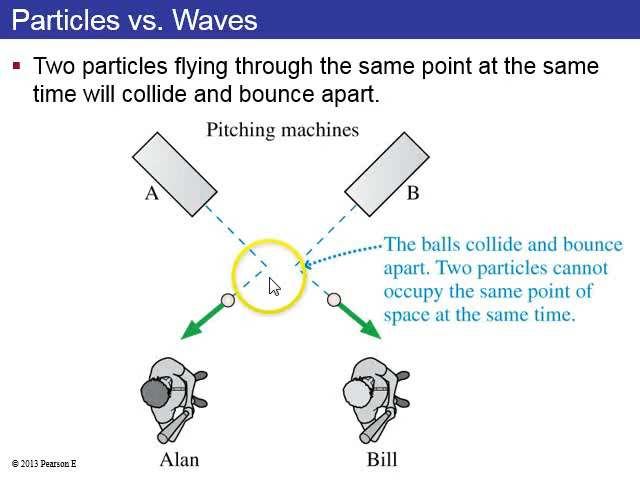 Particles vs. Waves
Two particles flying through the same point at the same
time will collide and bounce apart.
Pitching machines
A
B
The balls collide and bounce
apart. Two particles cannot
occupy the same point of
space at the same time.
Alan
Bill
© 2013 Pearson E